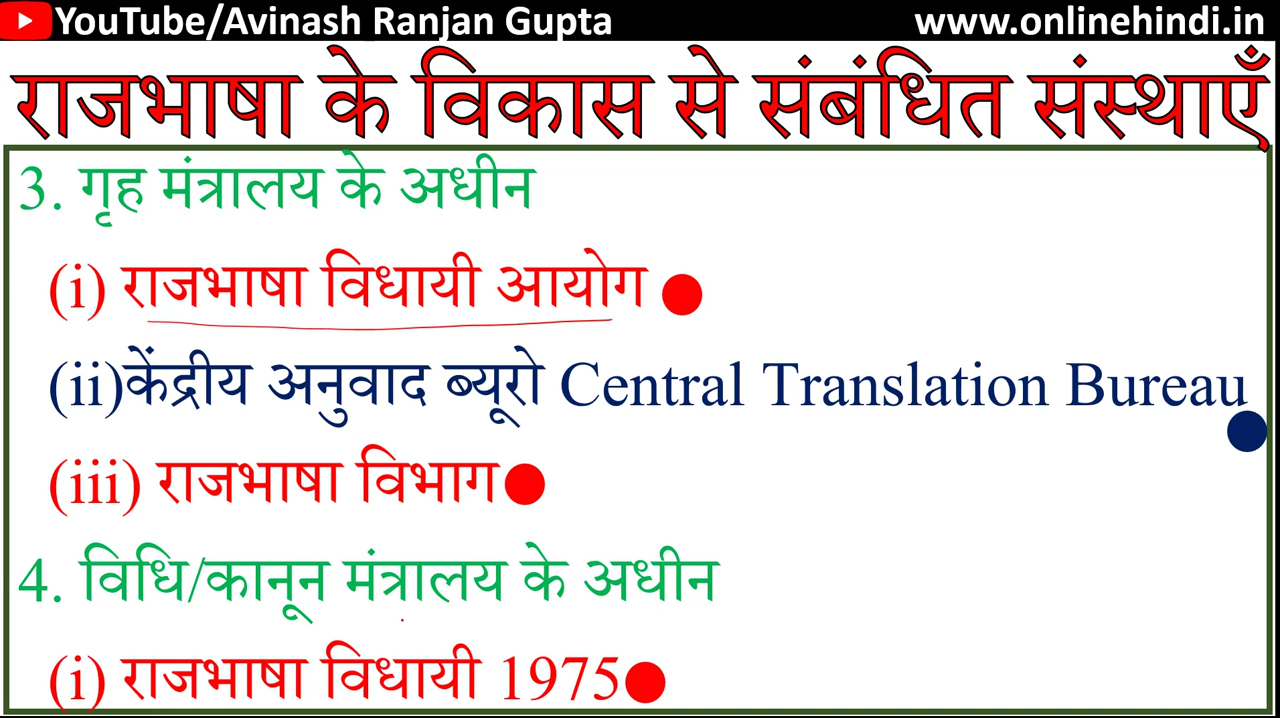 YouTube/Avinash Ranjan Gupta www.onlinehindi.in
राजभाषा के विकास से संबंधित संस्थाएँ
3. गृह मंत्रालय के अधीन
(i) राजभाषा विधायी आयोग
(ii)केंद्रीय अनुवाद ब्यूरो Central Translation Bureau
(iii) राजभाषा विभाग
4. विधि/कानून मंत्रालय के अधीन
(i) राजभाषा विधायी 1975